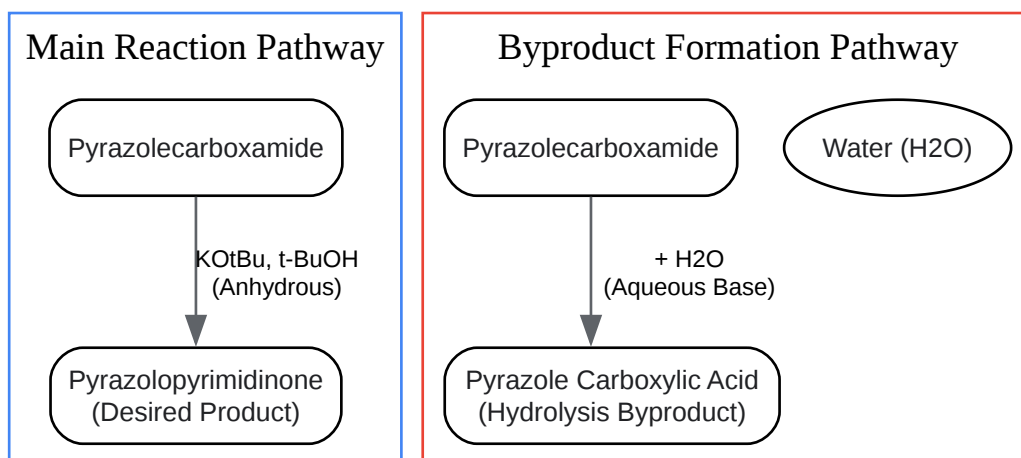 Main Reaction Pathway
Pyrazolecarboxamide
KOtBu, t-BuOH
(Anhydrous)
Pyrazolopyrimidinone
(Desired Product)
Byproduct Formation Pathway
Pyrazolecarboxamide
Water (H2O)
+ H2O
(Aqueous Base)
Pyrazole Carboxylic Acid
(Hydrolysis Byproduct)